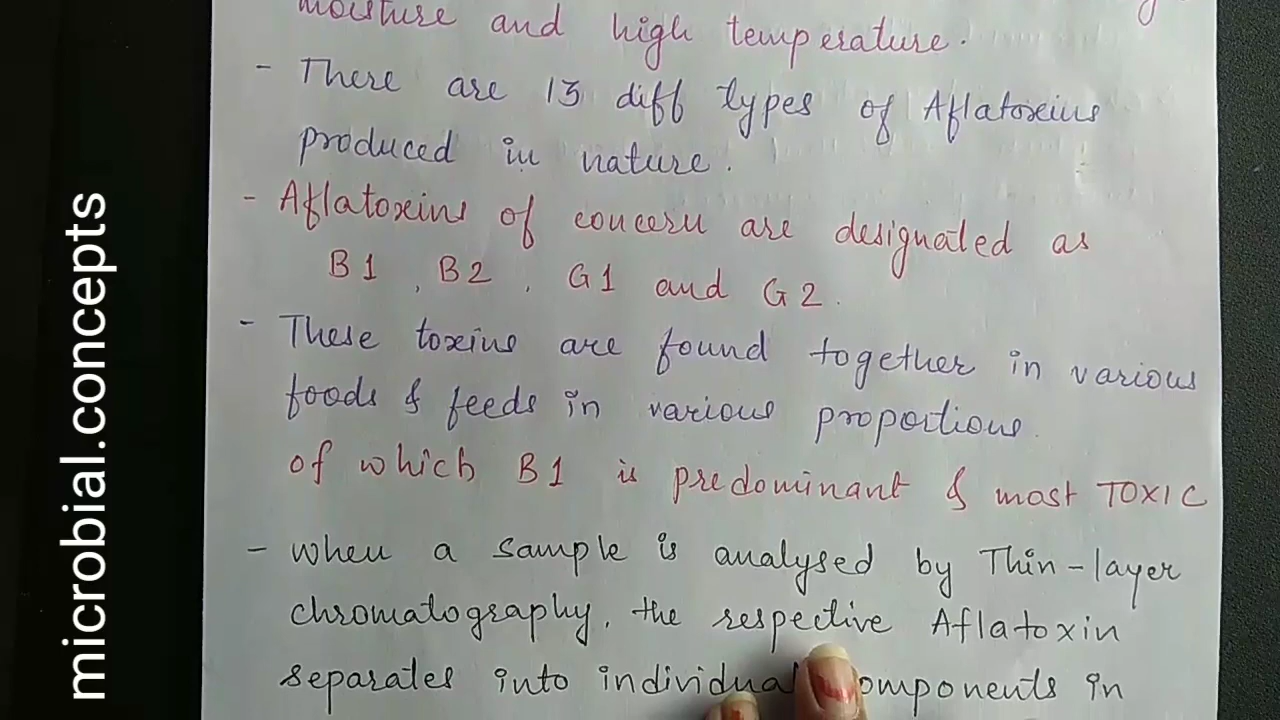 moisture and high temperature.
- There are 13 diff types of Aflatoxins
produced in nature.
- Aflatoxins of concern are designated as
B1, B2, G1 and G2.
- These toxins are found together in various
foods & feeds in various proportions.
of which B1 is predominant & most TOXIC
- When a sample is analysed by Thin-layer
chromatography, the respective Aflatoxin
separates into individual components in
microbial.concepts